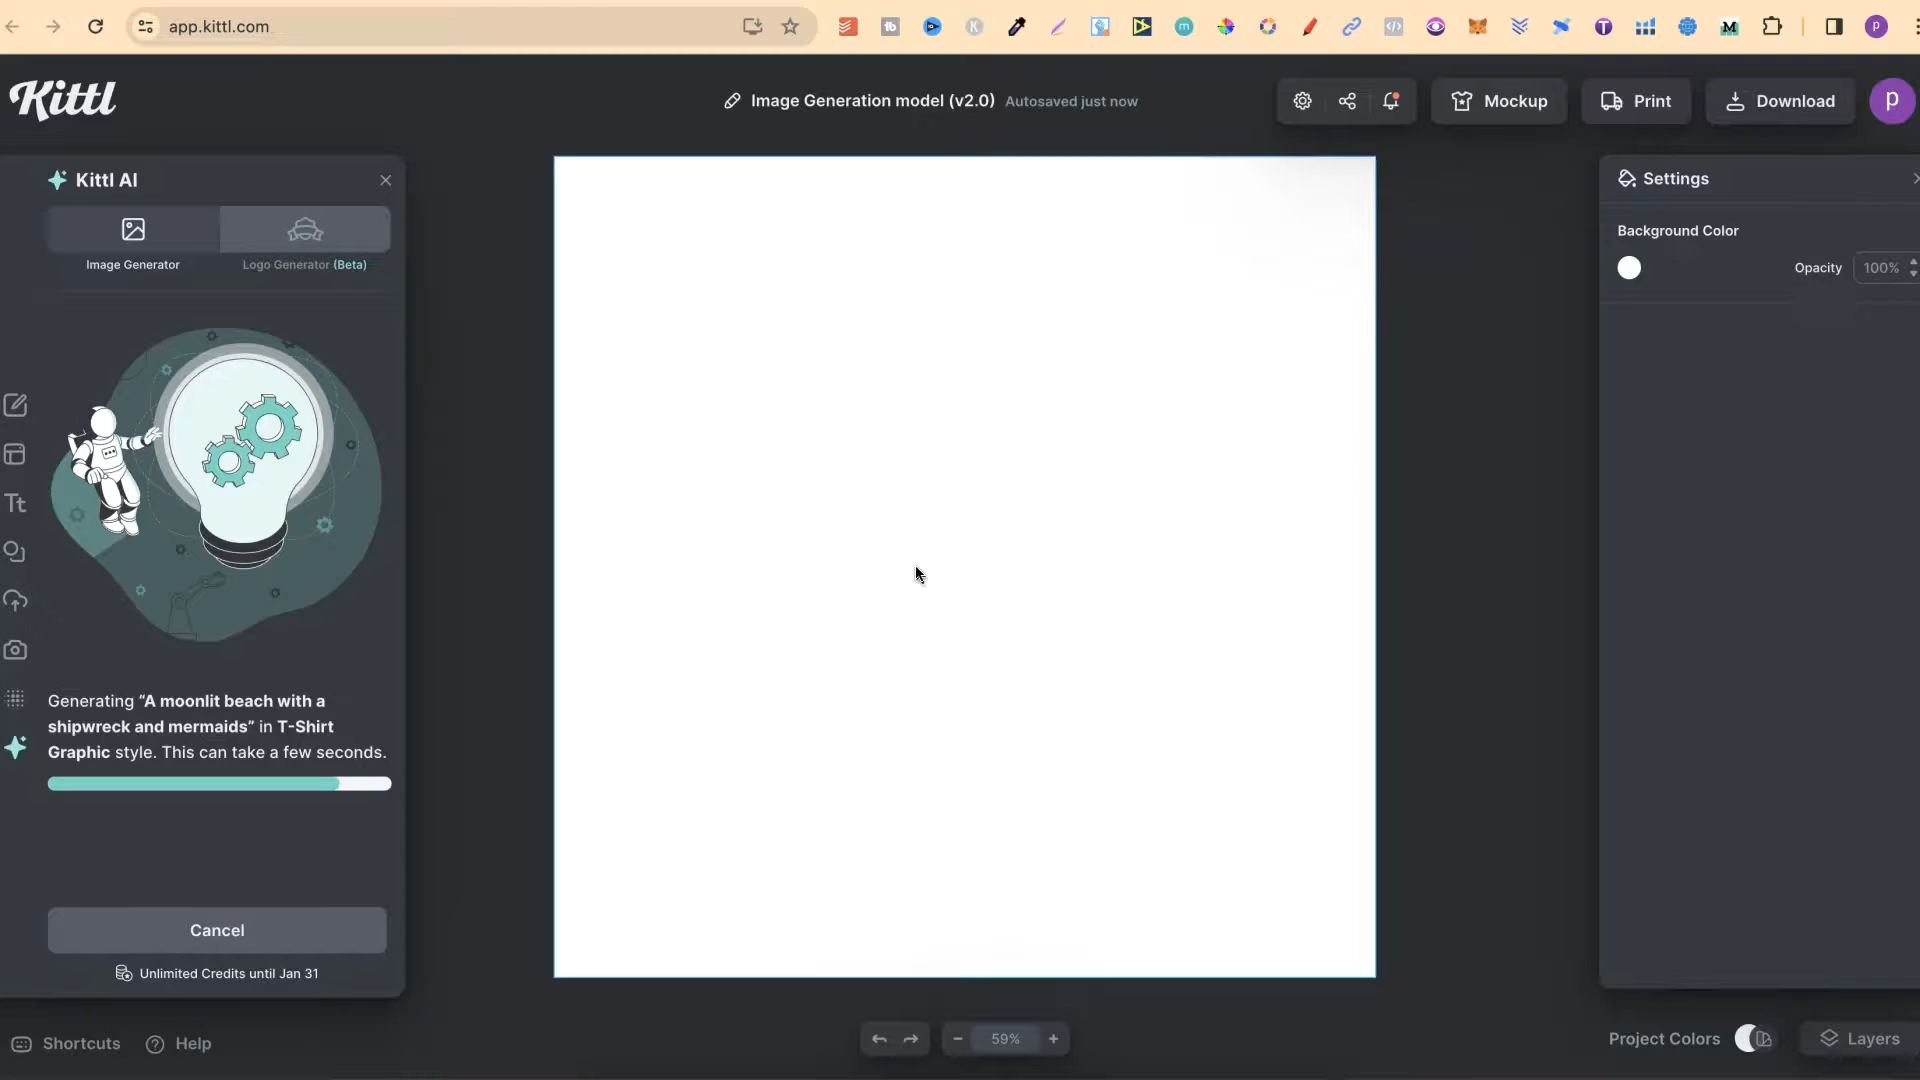 app.kittl.com
Kittl
Image Generation model (v2.0) Autosaved just now
Mockup
Print
Download
p
Kittl AI
Image Generator
Logo Generator (Beta)
Settings
Background Color
Opacity
100%
Tt
Generating “A moonlit beach with a
shipwreck and mermaids” in T-Shirt
Graphic style. This can take a few seconds.
Cancel
Unlimited Credits until Jan 31
Shortcuts
Help
59%
Project Colors
Layers